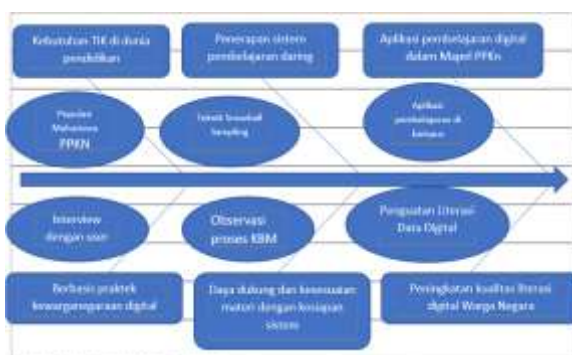 Kebutuhan TIK di dunia
pendidikan
Penerapan sistem
pembelajaran daring
Aplikasi pembelajaran digital
dalam Mapel PPKn
Populasi
Mahasiswa
PPKN
Teknik Snowball
Sampling
Aplikasi
pembelajaran di
Interview
dengan user
Observasi
proses KBM
Penguatan Literasi
Data Digital
Berbasis praktek
kewarganegaraan digital
Daya dukung dan kesesuaian
materi dengan kesiapan
sistem
Peningkatan kualitas literasi
digital Warga Negara